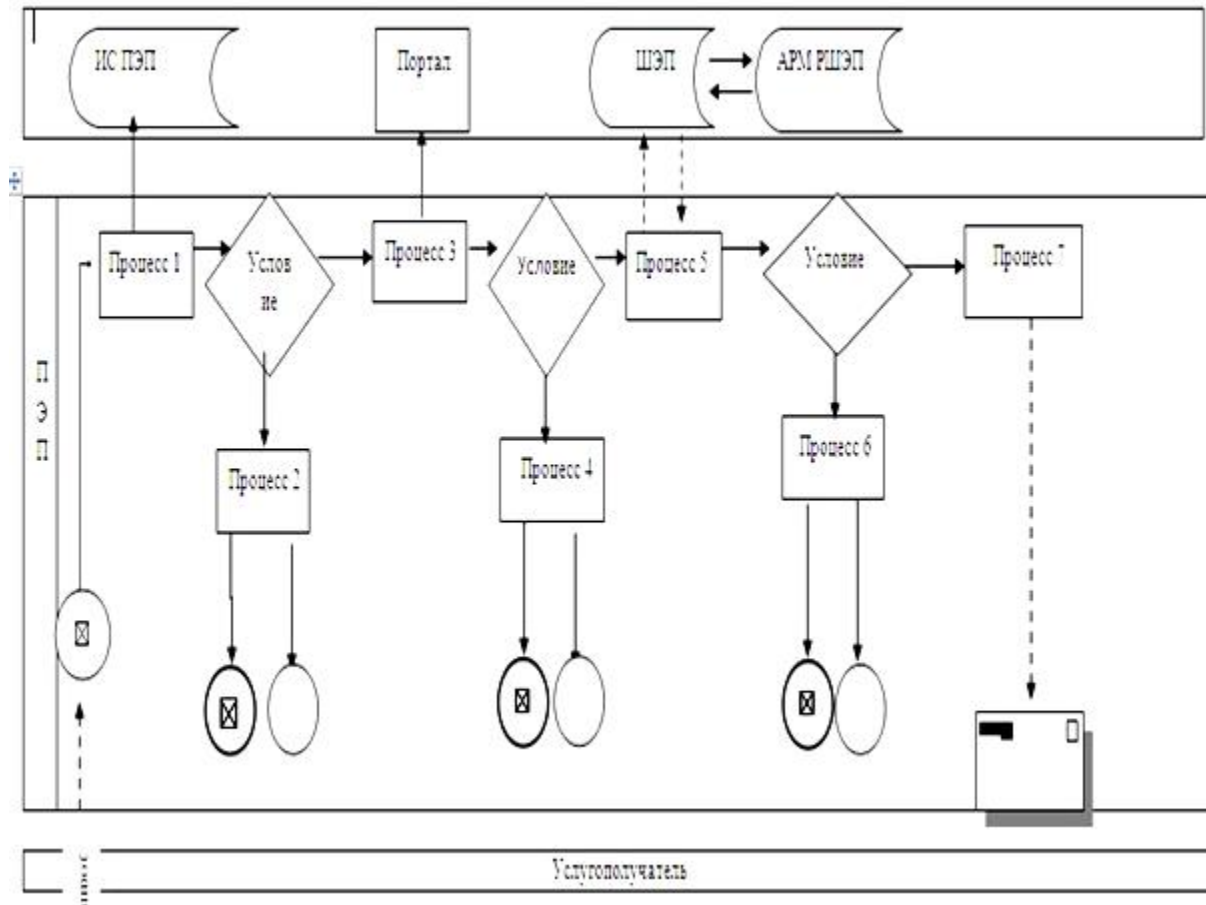 ИС ПЭП
Портал
ШЭП
АРМ РШЭП
Процесс 1
Услов
ие
Процесс 3
Условие
Процесс 5
Условие
Процесс 7
П
Э
П
Процесс 2
Процесс 4
Процесс 6
Услугополучатель